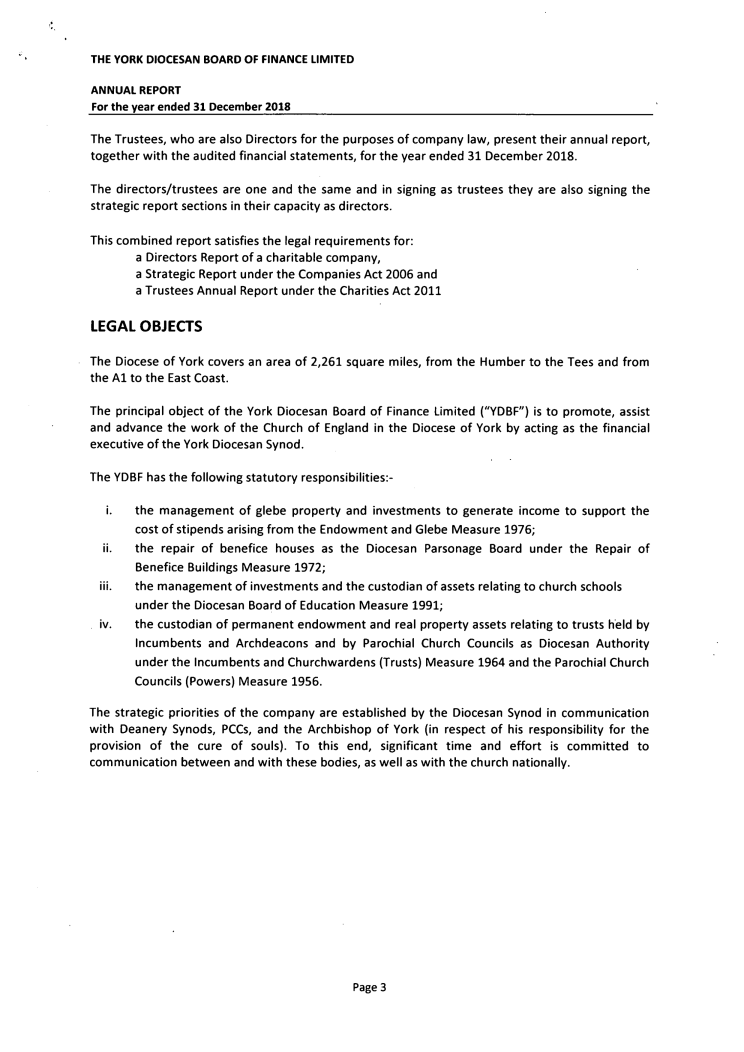 THE YORK DIOCESAN BOARD OF FINANCE LIMITED
ANNUAL REPORT
For the year ended 31 December 2018
The Trustees, who are also Directors for the purposes of company law, present their annual report,
together with the audited financial statements, for the year ended 31 December 2018.
The directors/trustees are one and the same and in signing as trustees they are also signing the
strategic report sections in their capacity as directors.
This combined report satisfies the legal requirements for:
a Directors Report of a charitable company,
a Strategic Report under the Companies Act 2006 and
a Trustees Annual Report under the Charities Act 2011
LEGAL OBJECTS
The Diocese of York covers an area of 2,261 square miles, from the Humber to the Tees and from
the A1 to the East Coast.
The principal object of the York Diocesan Board of Finance Limited ("YDBF") is to promote, assist
and advance the work of the Church of England in the Diocese of York by acting as the financial
executive of the York Diocesan Synod.
The YDBF has the following statutory responsibilities:-
i. the management of glebe property and investments to generate income to support the
cost of stipends arising from the Endowment and Glebe Measure 1976;
ii. the repair of benefice houses as the Diocesan Parsonage Board under the Repair of
Benefice Buildings Measure 1972;
iii. the management of investments and the custodian of assets relating to church schools
under the Diocesan Board of Education Measure 1991;
iv. the custodian of permanent endowment and real property assets relating to trusts held by
Incumbents and Archdeacons and by Parochial Church Councils as Diocesan Authority
under the Incumbents and Churchwardens (Trusts) Measure 1964 and the Parochial Church
Councils (Powers) Measure 1956.
The strategic priorities of the company are established by the Diocesan Synod in communication
with Deanery Synods, PCCs, and the Archbishop of York (in respect of his responsibility for the
provision of the cure of souls). To this end, significant time and effort is committed to
communication between and with these bodies, as well as with the church nationally.
Page 3